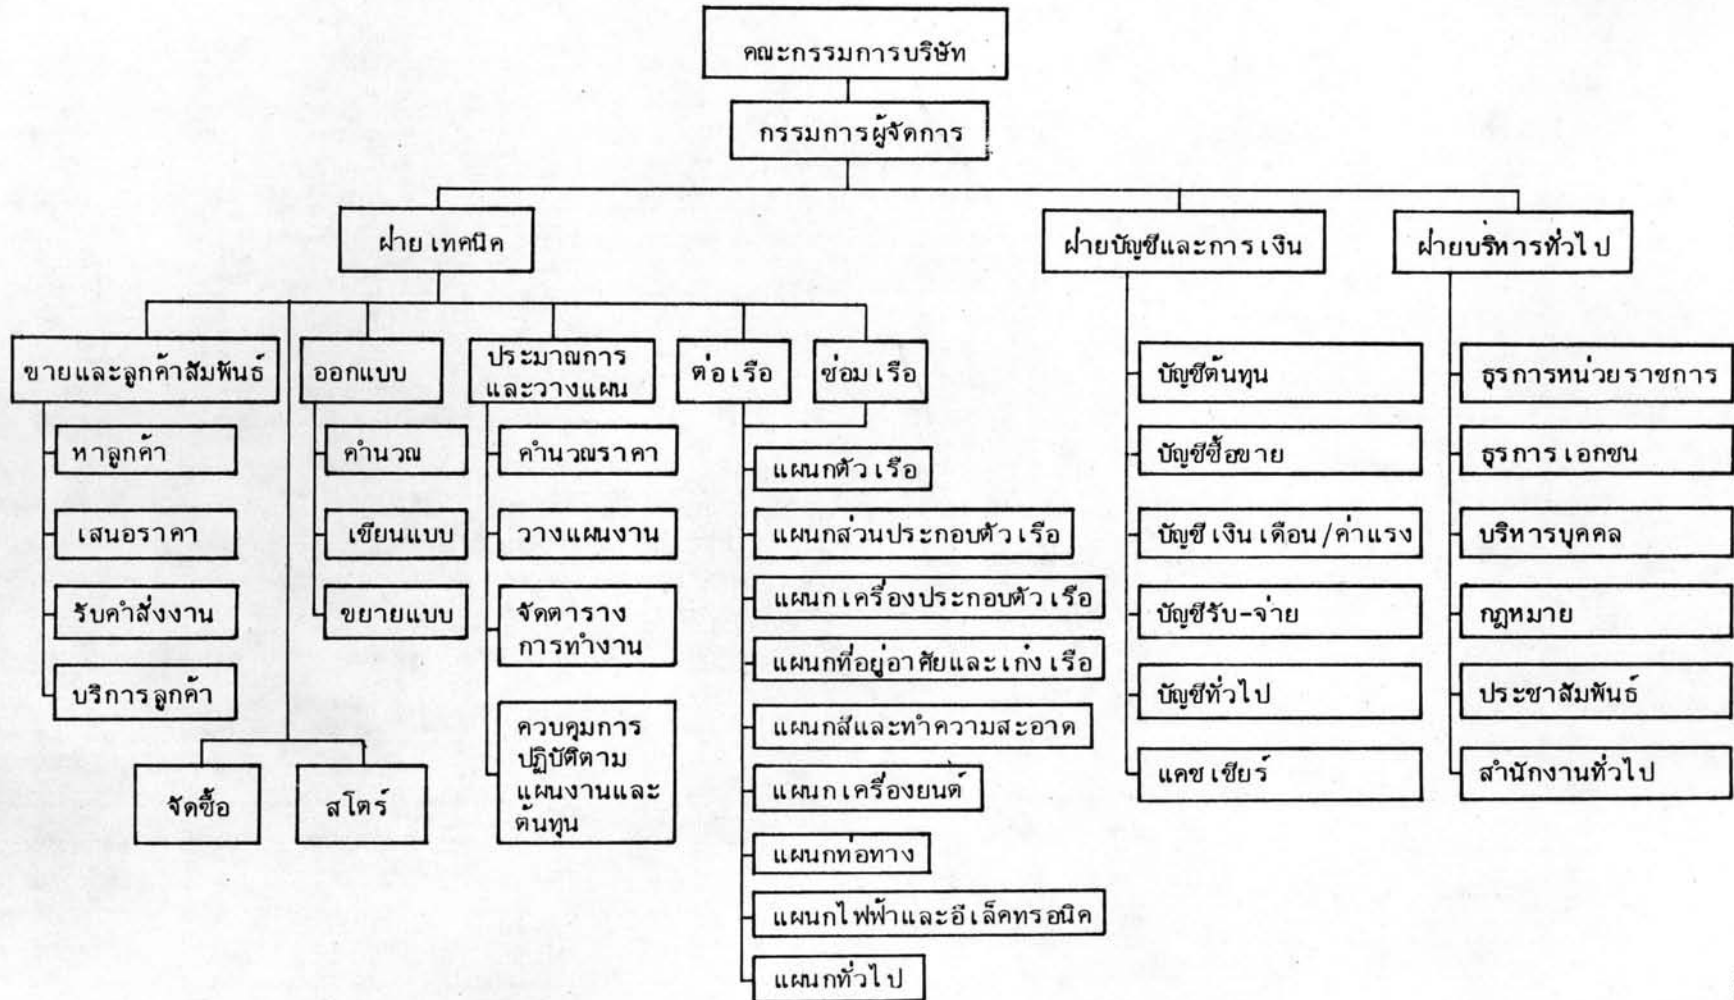 คณะกรรมการบริษัท
กรรมการผู้จัดการ
ฝ่ายเทคนิค
ฝ่ายบัญชีและการเงิน
ฝ่ายบริหารทั่วไป
ขายและลูกค้าสัมพันธ์
หาลูกค้า
เสนอราคา
รับคำสั่งงาน
บริการลูกค้า
จัดซื้อ
สโตร์
ออกแบบ
คำนวณ
เขียนแบบ
ขยายแบบ
ประมาณการ
และวางแผน
คำนวณราคา
วางแผนงาน
จัดตาราง
การทำงาน
ควบคุมการ
ปฏิบัติตาม
แผนงานและ
ต้นทุน
ต่อเรือ
ซ่อมเรือ
แผนกตัวเรือ
แผนกส่วนประกอบตัวเรือ
แผนกเครื่องประกอบตัวเรือ
แผนกที่อยู่อาศัยและเก๋งเรือ
แผนกสีและทำความสะอาด
แผนกเครื่องยนต์
แผนกท่อทาง
แผนกไฟฟ้าและอีเล็คทรอนิค
แผนกทั่วไป
บัญชีต้นทุน
บัญชีซื้อขาย
บัญชีเงินเดือน/ค่าแรง
บัญชีรับ-จ่าย
บัญชีทั่วไป
แคชเชียร์
ธุรการหน่วยราชการ
ธุรการเอกชน
บริหารบุคคล
กฎหมาย
ประชาสัมพันธ์
สำนักงานทั่วไป